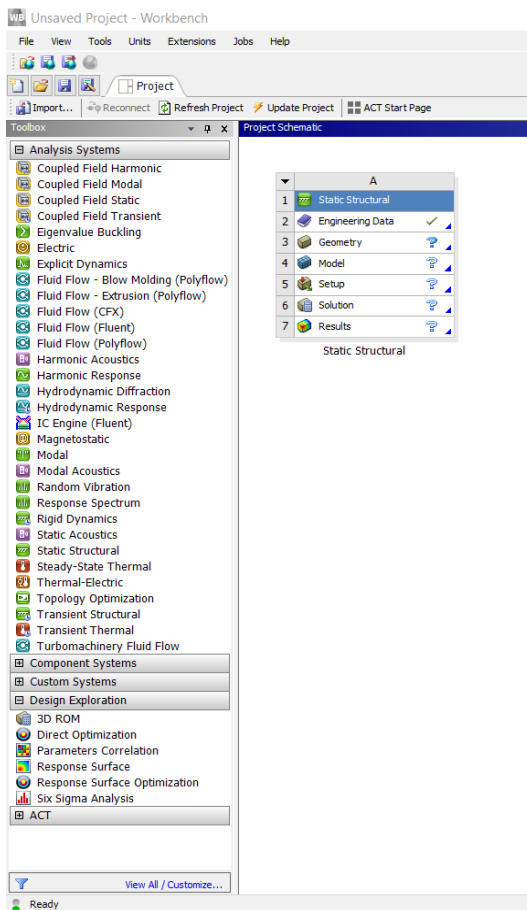 WB Unsaved Project - Workbench
File View Tools Units Extensions Jobs Help
Project
Import... Reconnect Refresh Project Update Project ACT Start Page
Toolbox
Analysis Systems
Coupled Field Harmonic
Coupled Field Modal
Coupled Field Static
Coupled Field Transient
Eigenvalue Buckling
Electric
Explicit Dynamics
Fluid Flow - Blow Molding (Polyflow)
Fluid Flow - Extrusion (Polyflow)
Fluid Flow (CFX)
Fluid Flow (Fluent)
Fluid Flow (Polyflow)
Harmonic Acoustics
Harmonic Response
Hydrodynamic Diffraction
Hydrodynamic Response
IC Engine (Fluent)
Magnetostatic
Modal
Modal Acoustics
Random Vibration
Response Spectrum
Rigid Dynamics
Static Acoustics
Static Structural
Steady-State Thermal
Thermal-Electric
Topology Optimization
Transient Structural
Transient Thermal
Turbomachinery Fluid Flow
Component Systems
Custom Systems
Design Exploration
3D ROM
Direct Optimization
Parameters Correlation
Response Surface
Response Surface Optimization
Six Sigma Analysis
ACT
View All / Customize...
Ready
Project Schematic
A
1 Static Structural
2 Engineering Data
3 Geometry ?
4 Model ?
5 Setup ?
6 Solution ?
7 Results ?
Static Structural